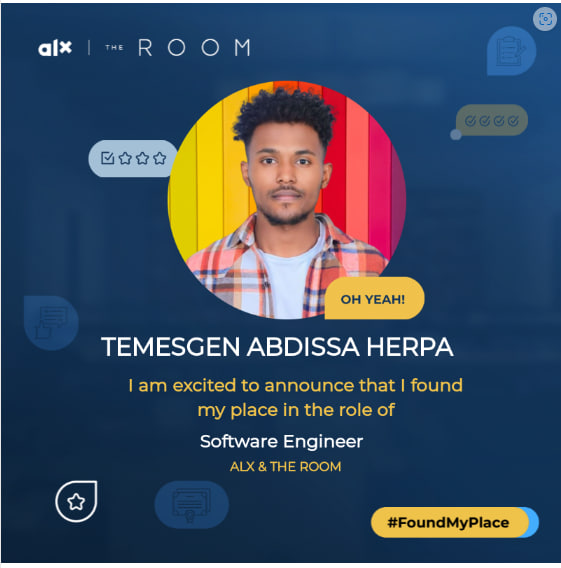 alx | THE ROOM
OH YEAH!
TEMESGEN ABDISSA HERPA
I am excited to announce that I found
my place in the role of
Software Engineer
ALX & THE ROOM
#FoundMyPlace